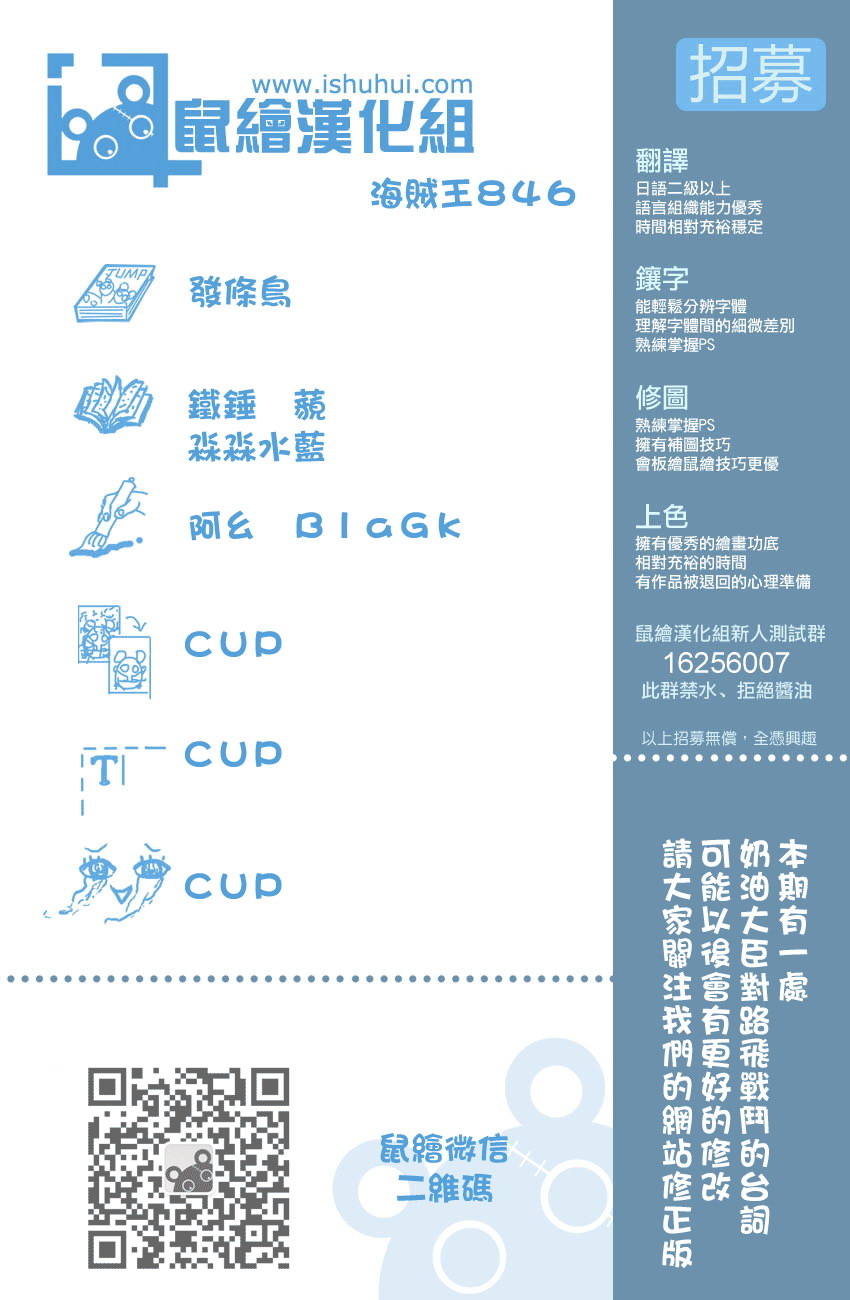 www.ishuhui.com
鼠繪漢化組
海賊王846
JUMP
發條鳥
鐵錘 藐
淼淼水藍
阿幺 BlaGk
cup
T
cup
cup
鼠繪微信
二維碼
招募
翻譯
日語二級以上
語言組織能力優秀
時間相對充裕穩定
鑲字
能輕鬆分辨字體
理解字體間的細微差別
熟練掌握PS
修圖
熟練掌握PS
擁有補圖技巧
會板繪鼠繪技巧更優
上色
擁有優秀的繪畫功底
相對充裕的時間
有作品被退回的心理準備
鼠繪漢化組新人測試群
16256007
此群禁水、拒絕醬油
以上招募無償，全憑興趣
本期有一處
奶油大臣對路飛戰鬥的台詞
可能以後會有更好的修改
請大家關注我們的網站修正版